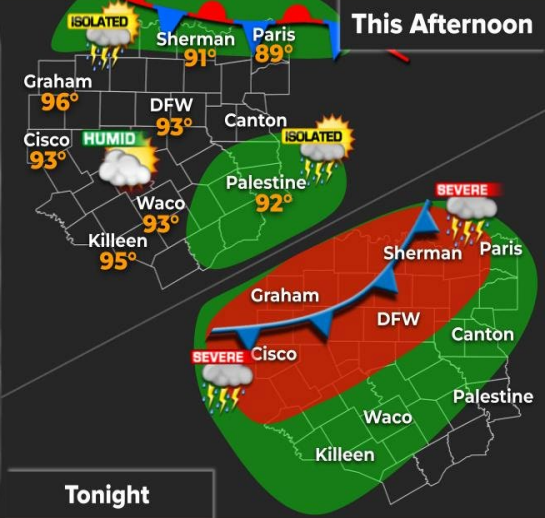 This Afternoon
ISOLATED
Sherman
91°
Paris
89°
Graham
96°
DFW
93°
Canton
Cisco
93°
HUMID
ISOLATED
Palestine
92°
Waco
93°
Killeen
95°
SEVERE
Sherman
Paris
Graham
DFW
Canton
SEVERE
Cisco
Palestine
Waco
Killeen
Tonight